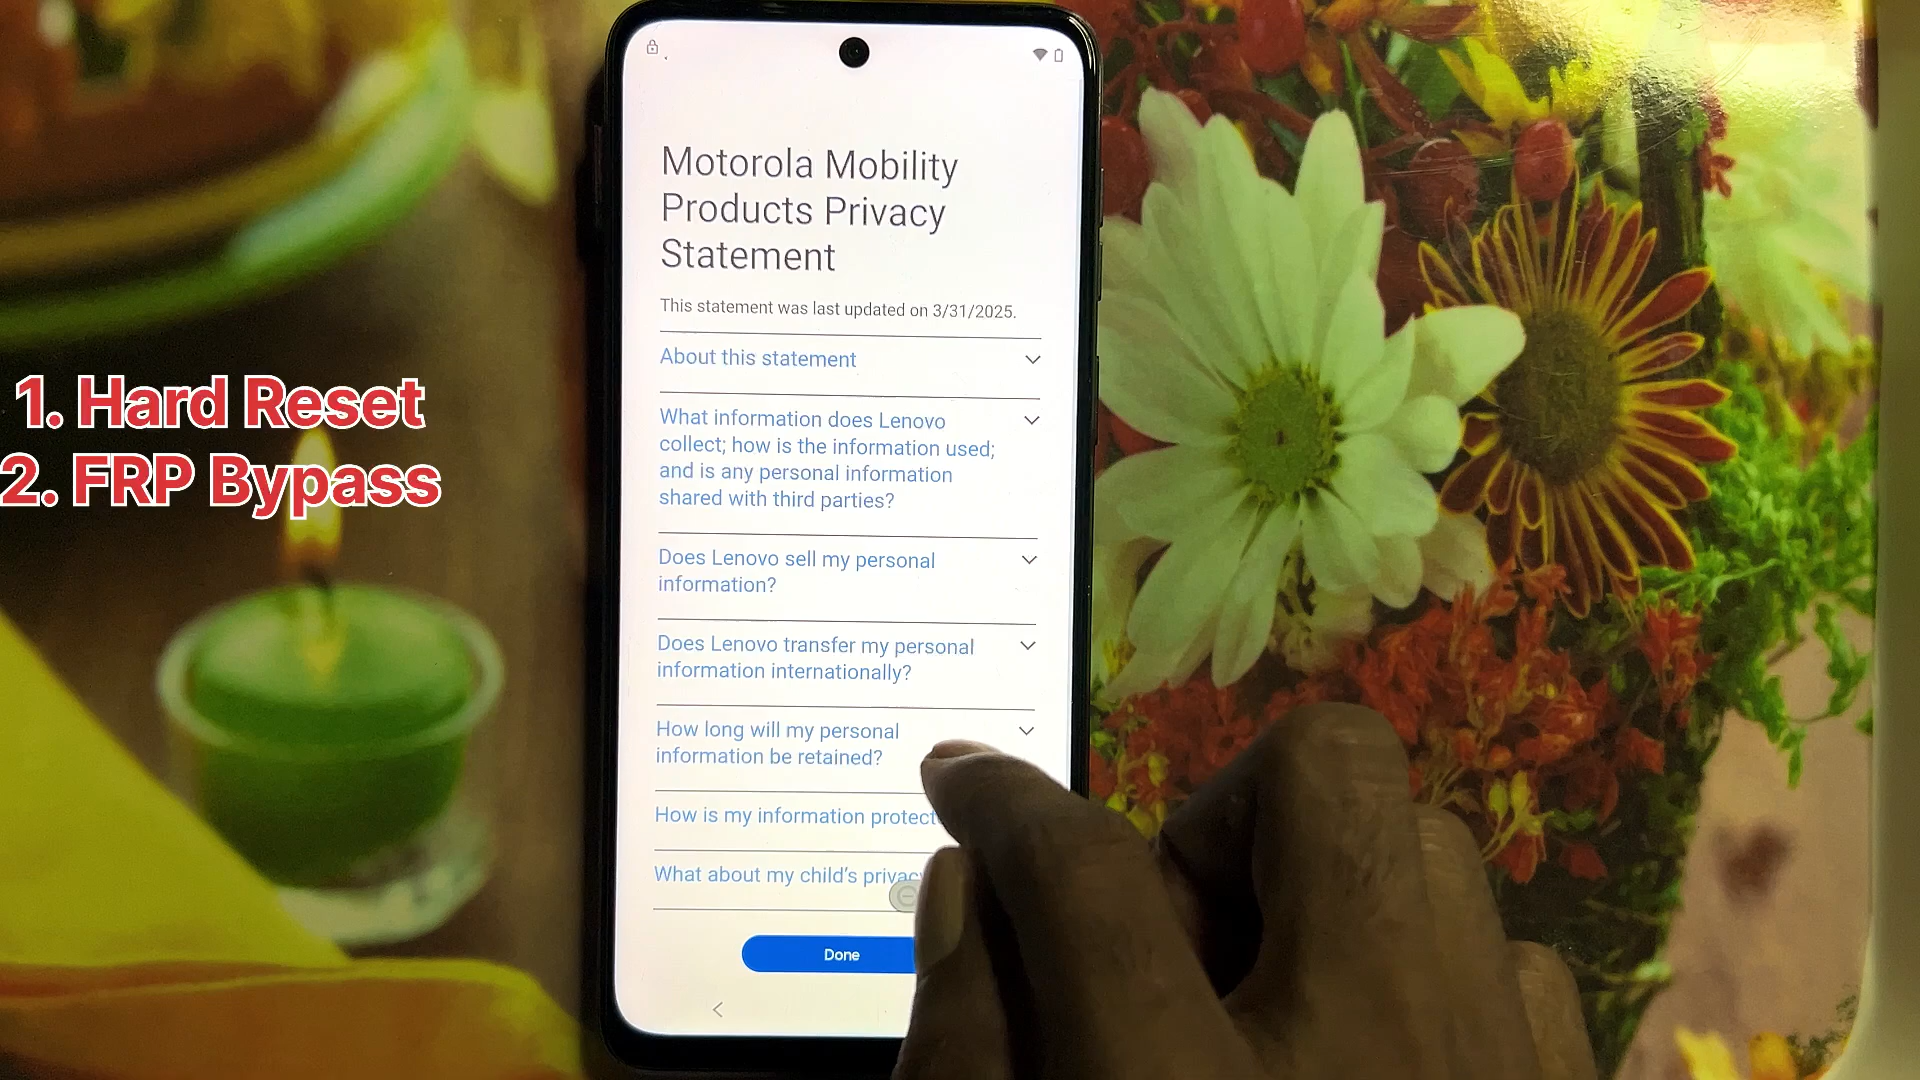 1. Hard Reset
2. FRP Bypass
Motorola Mobility
Products Privacy
Statement
This statement was last updated on 3/31/2025.
About this statement
What information does Lenovo
collect; how is the information used;
and is any personal information
shared with third parties?
Does Lenovo sell my personal
information?
Does Lenovo transfer my personal
information internationally?
How long will my personal
information be retained?
How is my information
What about my child's
Done